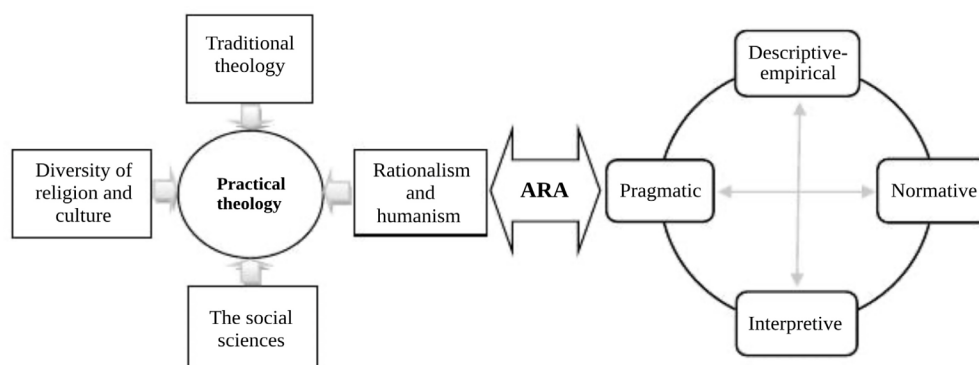 Traditional
theology
Diversity of
religion and
culture
Practical
theology
Rationalism
and
humanism
The social
sciences
ARA
Descriptive-
empirical
Pragmatic
Normative
Interpretive